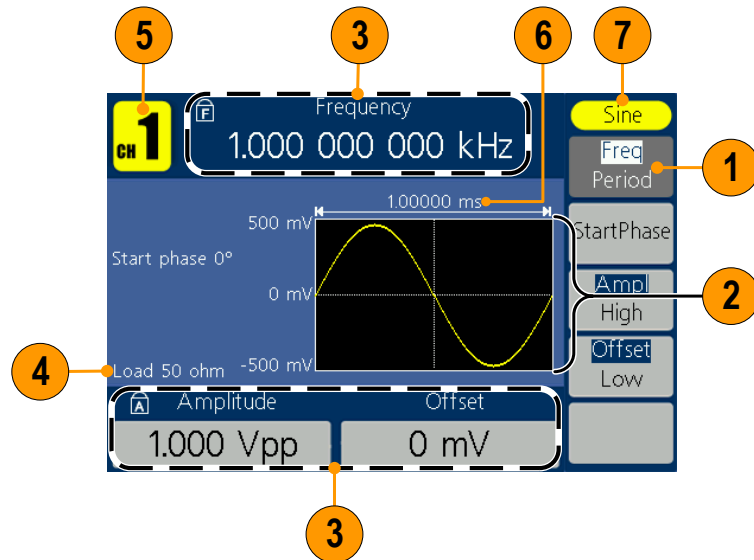 5
3
6
7
CH 1
F
Frequency
1.000 000 000 kHz
Sine
Freq
Period
1
1.00000 ms
500 mV
StartPhase
Start phase 0°
0 mV
Ampl
High
2
Offset
Low
4
Load 50 ohm
-500 mV
A
Amplitude
Offset
1.000 Vpp
0 mV
3